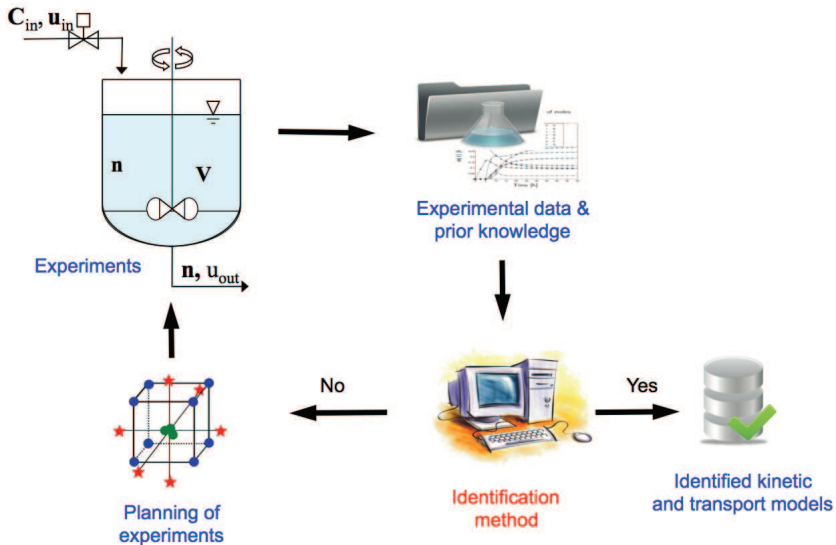 C_in, u_in
n
V
Experiments
n, u_out
Experimental data &
prior knowledge
No
Yes
Planning of
experiments
Identification
method
Identified kinetic
and transport models